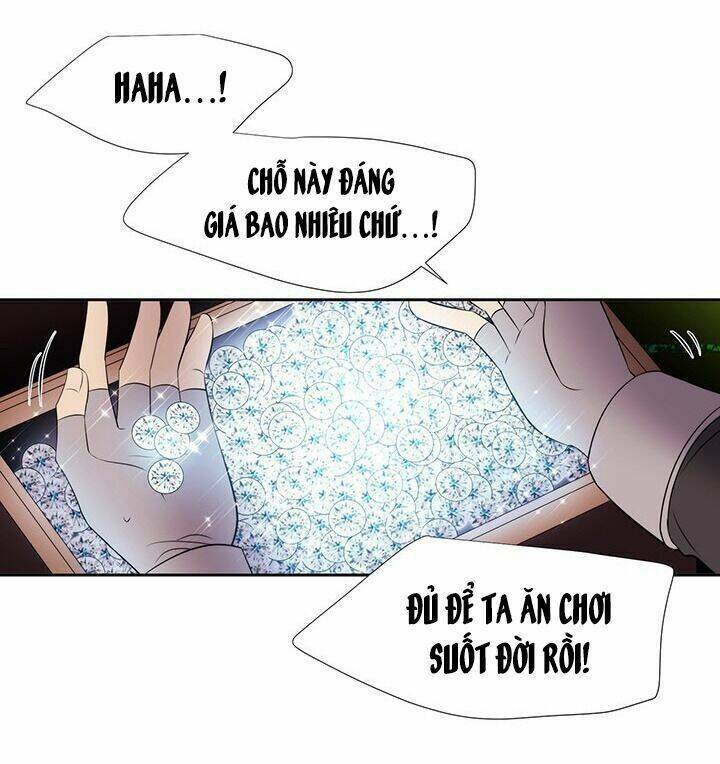 HAHA...!
CHỖ NÀY ĐÁNG
GIÁ BAO NHIÊU CHỨ...!
ĐỦ ĐỂ TA ĂN CHƠI
SUỐT ĐỜI RỒI!